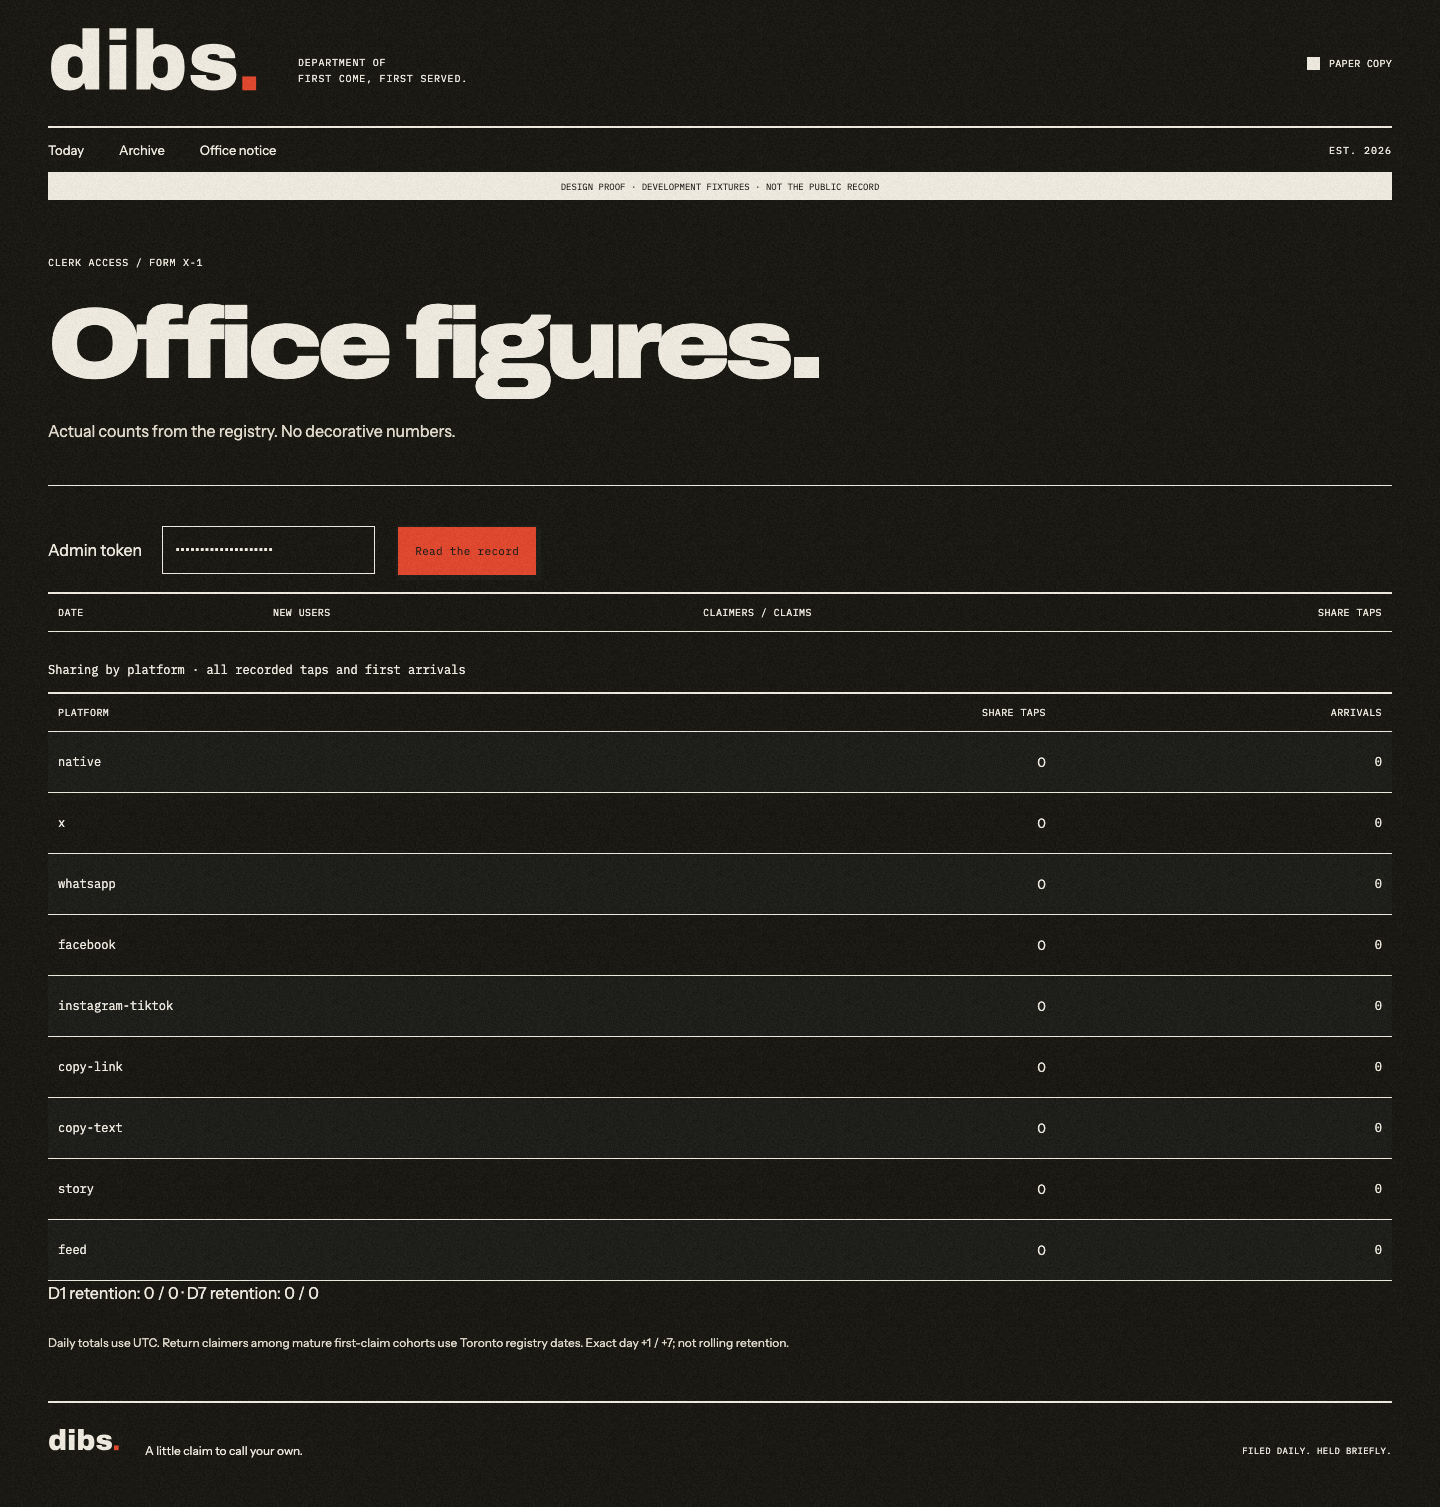 dibs.
DEPARTMENT OF
FIRST COME, FIRST SERVED.
PAPER COPY
Today Archive Office notice EST. 2026
DESIGN PROOF · DEVELOPMENT FIXTURES · NOT THE PUBLIC RECORD
CLERK ACCESS / FORM X-1
Office figures.
Actual counts from the registry. No decorative numbers.
Admin token Read the record
DATE NEW USERS CLAIMERS / CLAIMS SHARE TAPS
Sharing by platform · all recorded taps and first arrivals
PLATFORM SHARE TAPS ARRIVALS
native 0 0
x 0 0
whatsapp 0 0
facebook 0 0
instagram-tiktok 0 0
copy-link 0 0
copy-text 0 0
story 0 0
feed 0 0
D1 retention: 0 / 0 · D7 retention: 0 / 0
Daily totals use UTC. Return claimers among mature first-claim cohorts use Toronto registry dates. Exact day +1 / +7; not rolling retention.
dibs. A little claim to call your own. FILED DAILY. HELD BRIEFLY.